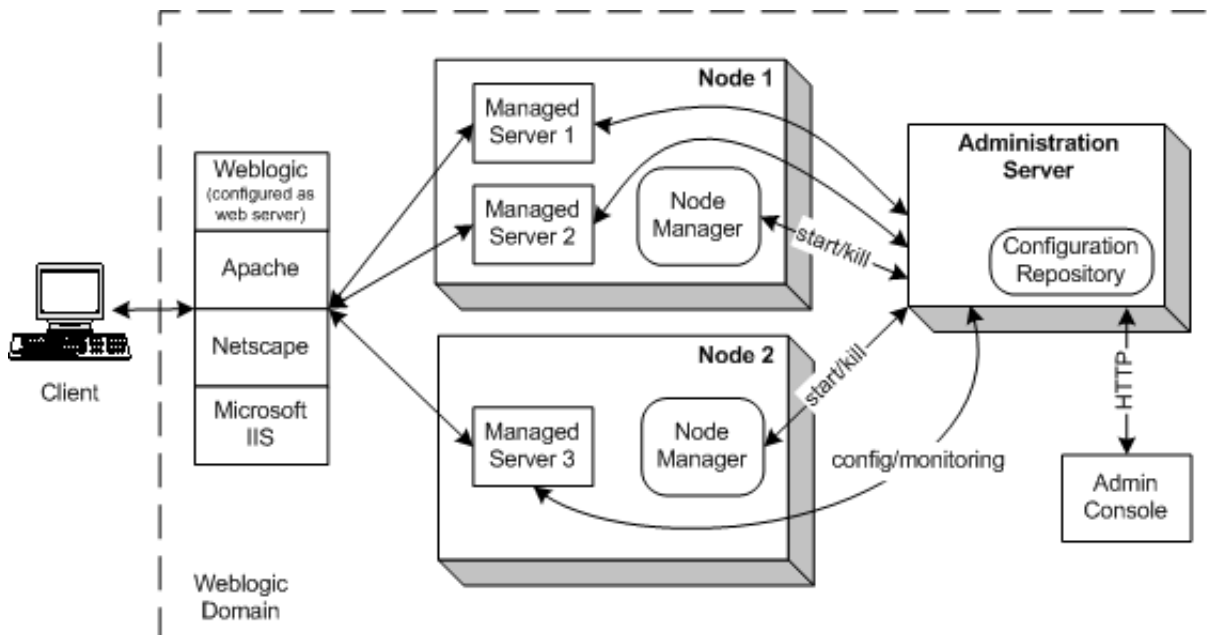 Client
Weblogic
(configured as
web server)
Apache
Netscape
Microsoft
IIS
Weblogic
Domain
Node 1
Managed
Server 1
Managed
Server 2
Node
Manager
start/kill
Node 2
Managed
Server 3
Node
Manager
start/kill
config/monitoring
Administration
Server
Configuration
Repository
HTTP
Admin
Console